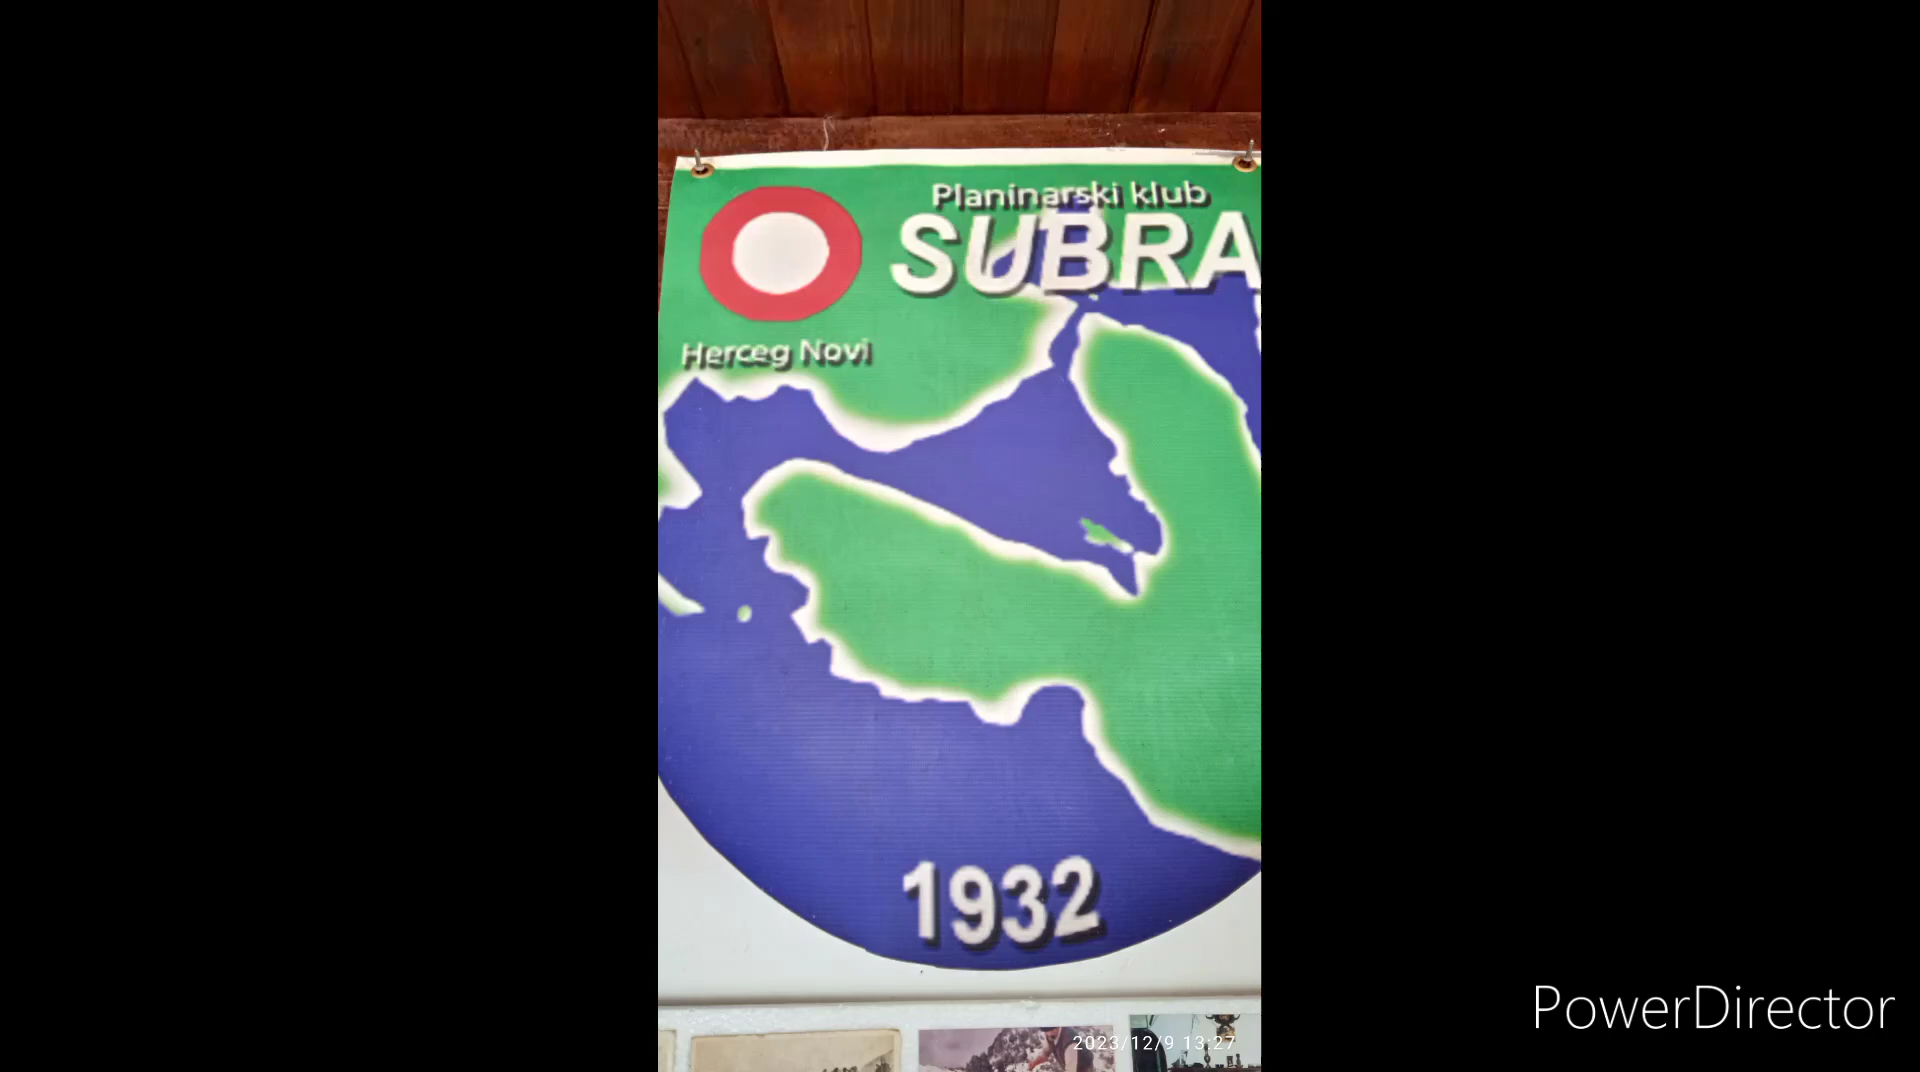 Planinarski klub
SUBRA
Herceg Novi
1932
2023/12/9 13:27
PowerDirector